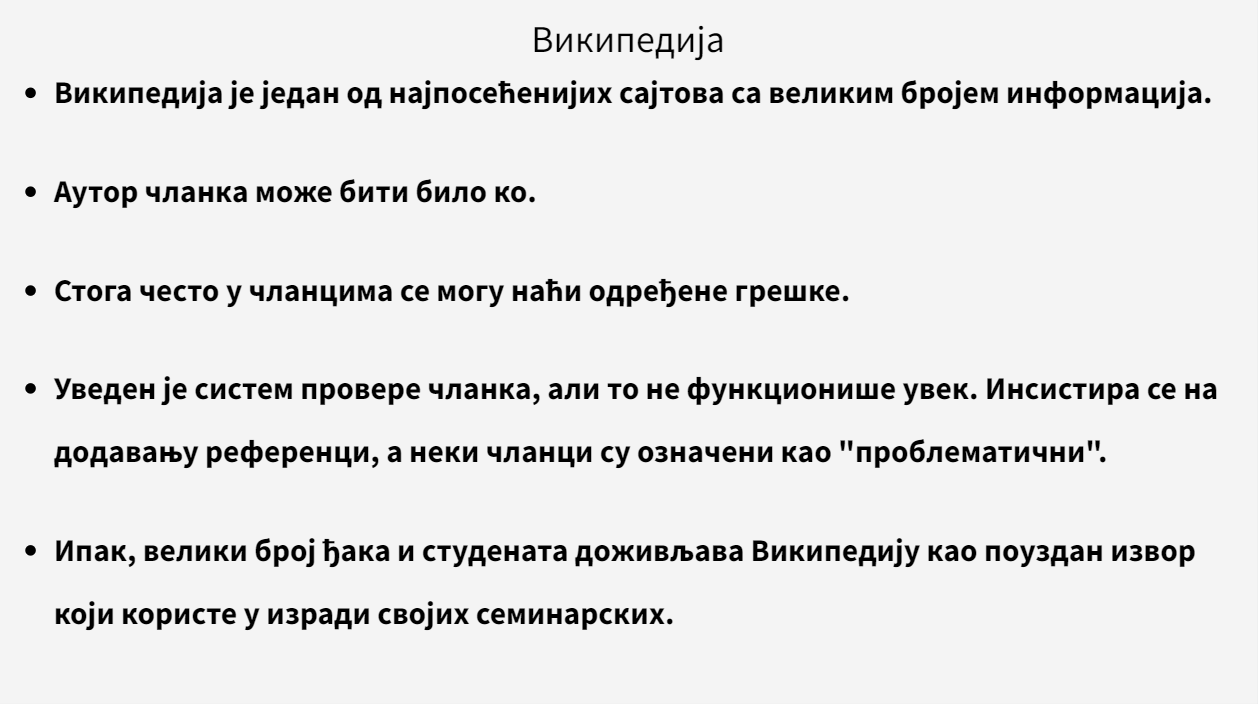 Википедија
• Википедија је један од најпосећенијих сајтова са великим бројем информација.
• Аутор чланка може бити било ко.
• Стога често у чланцима се могу наћи одређене грешке.
• Уведен је систем провере чланка, али то не функционише увек. Инсистира се на
додавању референци, а неки чланци су означени као "проблематични".
• Ипак, велики број ђака и студената доживљава Википедију као поуздан извор
који користе у изради својих семинарских.